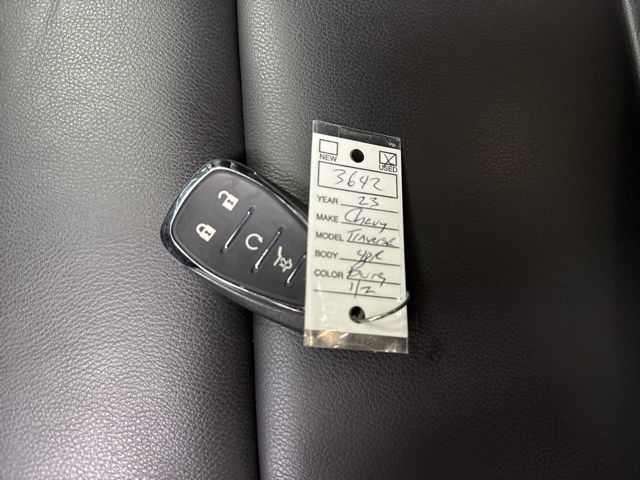 NEW USED
3642
YEAR 23
MAKE Chevy
MODEL Traverse
BODY 4DR
COLOR Burg
1/2